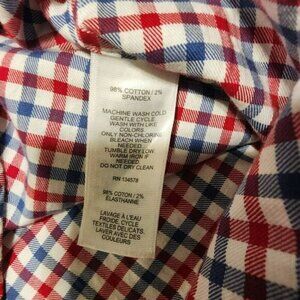 98% COTTON / 2%
SPANDEX
MACHINE WASH COLD
GENTLE CYCLE
WASH WITH LIKE
COLORS
ONLY NON-CHLORINE
BLEACH WHEN
NEEDED
TUMBLE DRY LOW
WARM IRON IF
NEEDED
DO NOT DRY CLEAN
RN 134578
98% COTON / 2%
ELASTHANNE
LAVAGE À L'EAU
FROIDE. CYCLE
TEXTILES DELICATS.
LAVER AVEC DES
COULEURS